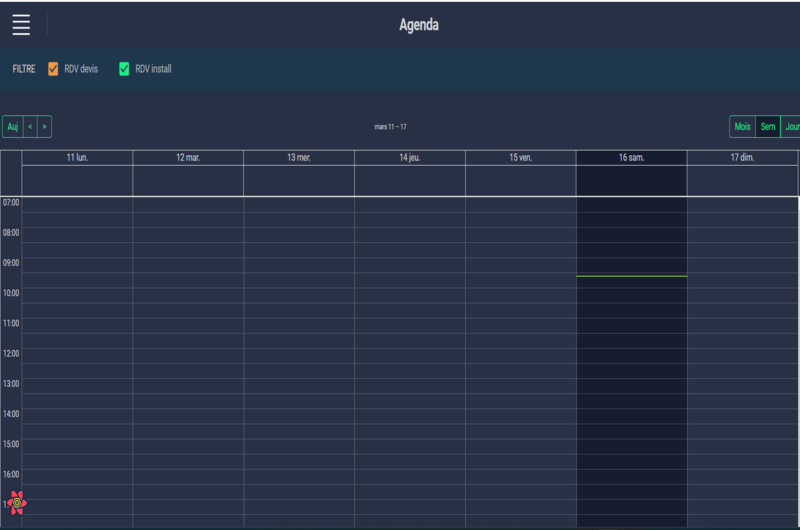 Agenda
FILTRE RDV devis RDV install
Auj < > mars 11 – 17 Mois Sem Jour
11 lun. 12 mar. 13 mer. 14 jeu. 15 ven. 16 sam. 17 dim.
07:00
08:00
09:00
10:00
11:00
12:00
13:00
14:00
15:00
16:00